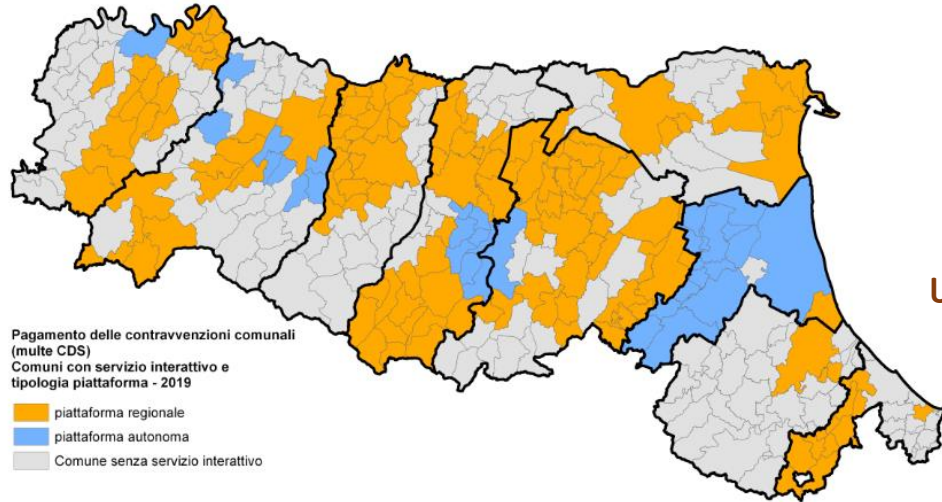 Pagamento delle contravvenzioni comunali
(multe CDS)
Comuni con servizio interattivo e
tipologia piattaforma - 2019
piattaforma regionale
piattaforma autonoma
Comune senza servizio interattivo